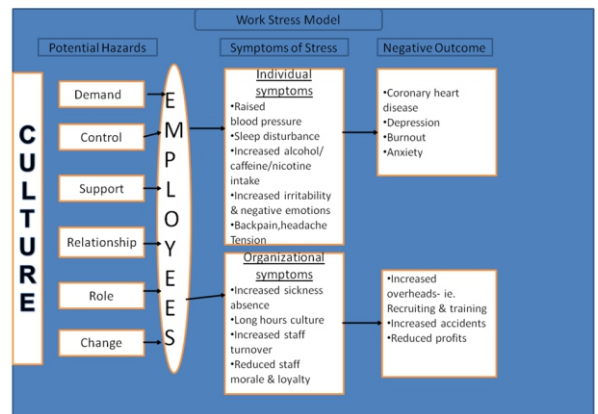 Work Stress Model
Potential Hazards
Symptoms of Stress
Negative Outcome
CULTURE
Demand
Control
Support
Relationship
Role
Change
EMPLOYEES
Individual
symptoms
•Raised
blood pressure
•Sleep disturbance
•Increased alcohol/
caffeine/nicotine
intake
•Increased irritability
& negative emotions
•Backpain,headache
Tension
Organizational
symptoms
•Increased sickness
absence
•Long hours culture
•Increased staff
turnover
•Reduced staff
morale & loyalty
•Coronary heart
disease
•Depression
•Burnout
•Anxiety
•Increased
overheads- ie.
Recruiting & training
•Increased accidents
•Reduced profits